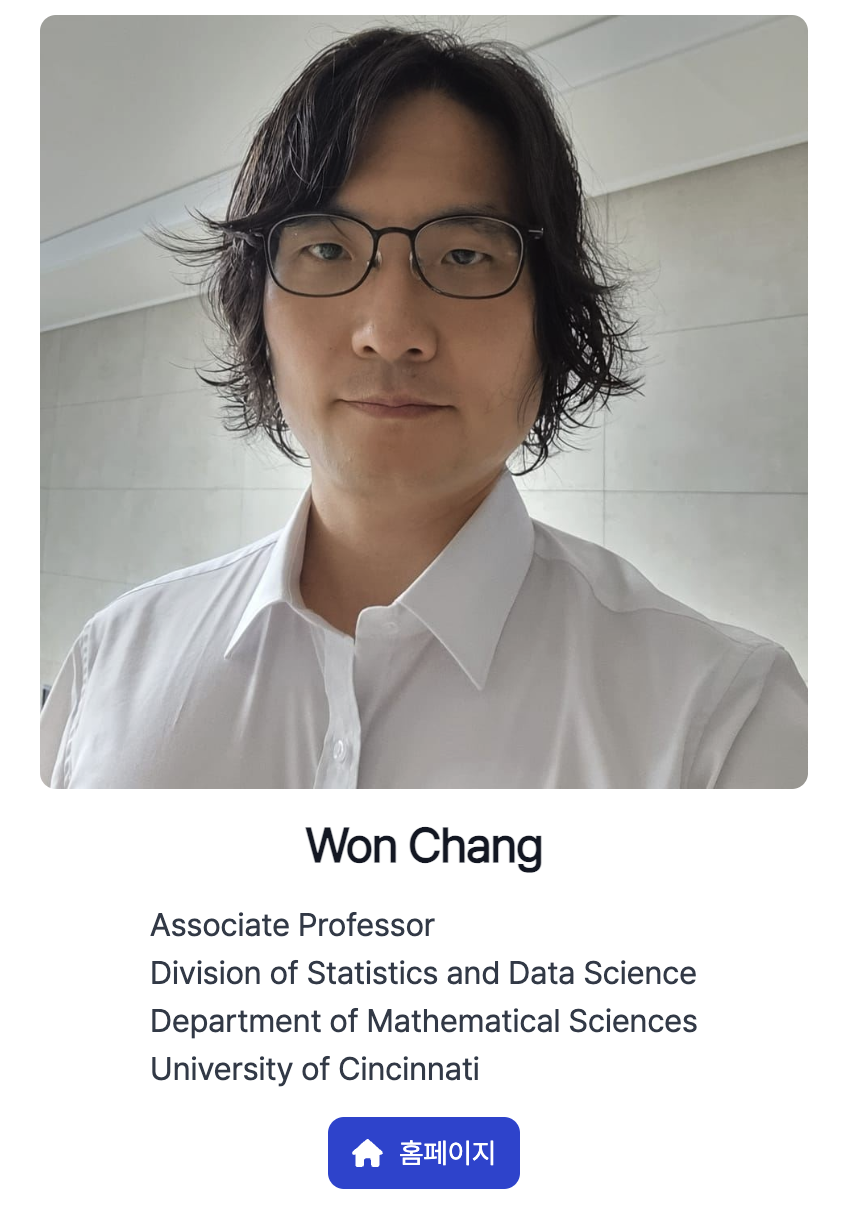 Won Chang
Associate Professor
Division of Statistics and Data Science
Department of Mathematical Sciences
University of Cincinnati
홈페이지